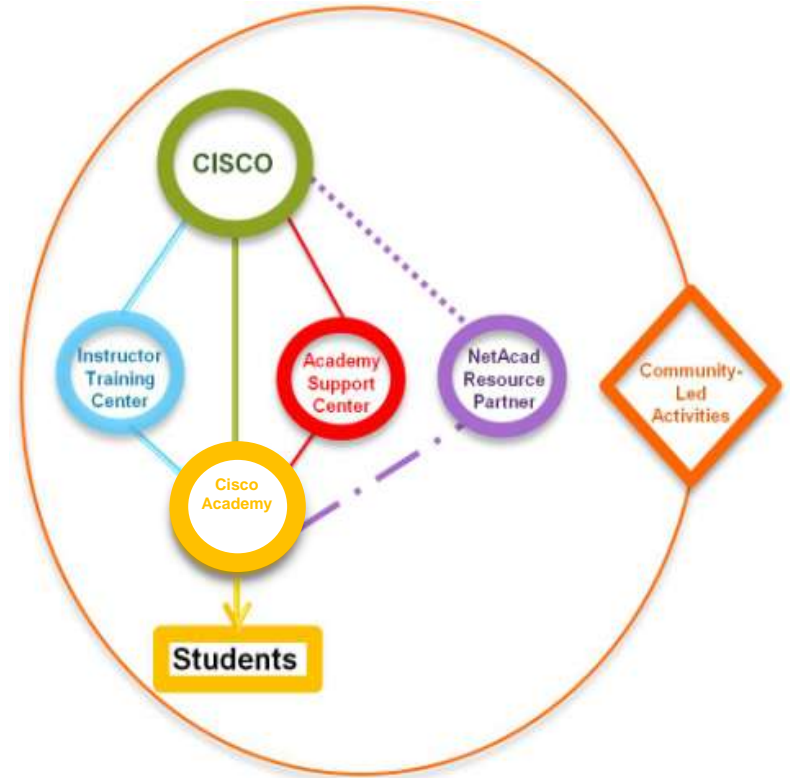 CISCO
Instructor
Training
Center
Academy
Support
Center
NetAcad
Resource
Partner
Community-
Led
Activities
Cisco
Academy
Students